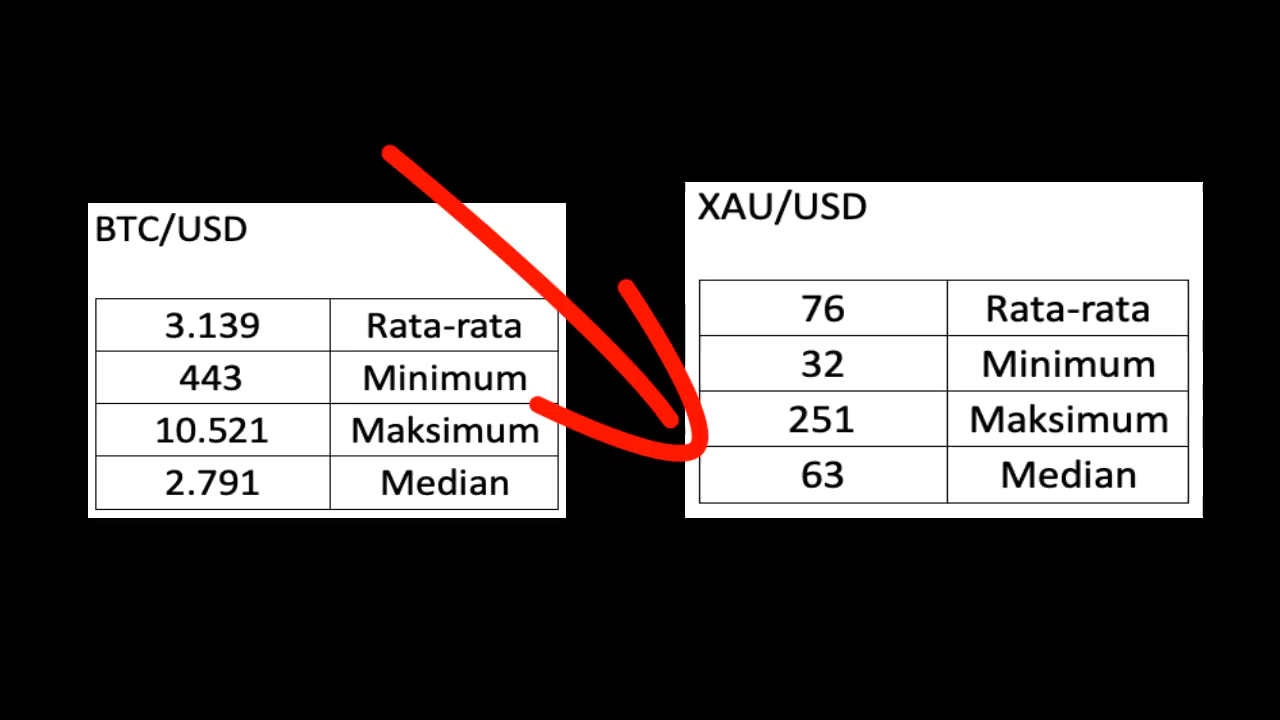 BTC/USD
3.139 Rata-rata
443 Minimum
10.521 Maksimum
2.791 Median
XAU/USD
76 Rata-rata
32 Minimum
251 Maksimum
63 Median